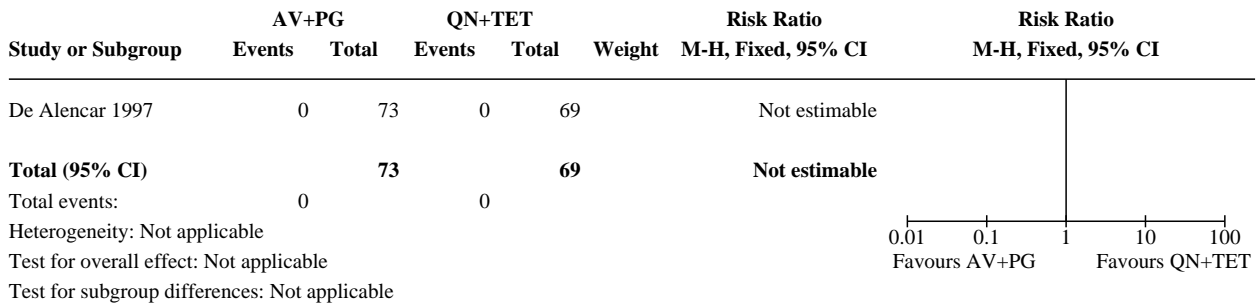 AV+PG QN+TET Risk Ratio Risk Ratio
Study or Subgroup Events Total Events Total Weight M-H, Fixed, 95% CI M-H, Fixed, 95% CI
De Alencar 1997 0 73 0 69 Not estimable
Total (95% CI) 73 69 Not estimable
Total events: 0 0
Heterogeneity: Not applicable
Test for overall effect: Not applicable
Test for subgroup differences: Not applicable
0.01 0.1 1 10 100
Favours AV+PG Favours QN+TET